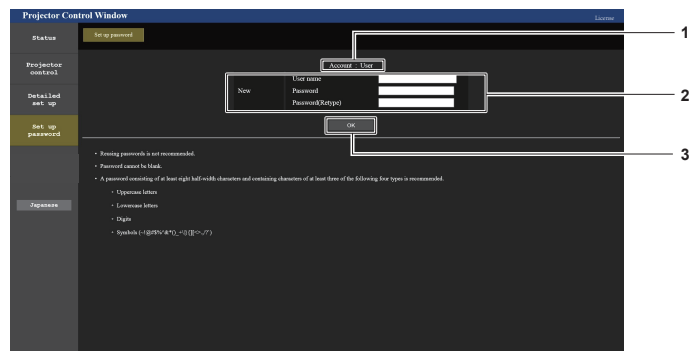 Projector Control Window
License
Status
Set up password
Projector
control
Account : User
User name
New
Password
Password(Retype)
Detailed
set up
Set up
password
OK
• Reusing passwords is not recommended.
• Password cannot be blank.
• A password consisting of at least eight half-width characters and containing characters of at least three of the following four types is recommended.
• Uppercase letters
• Lowercase letters
• Digits
Japanese
1
2
3